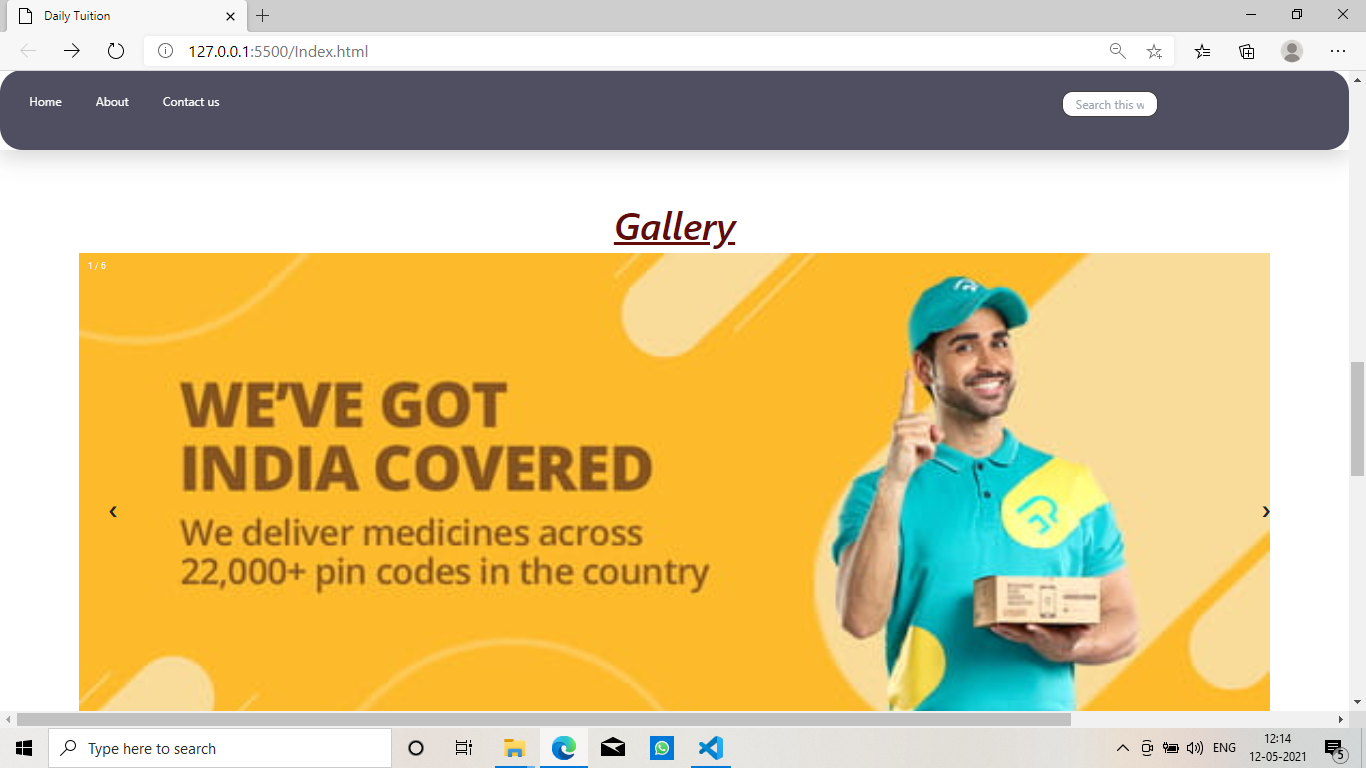 Daily Tuition
127.0.0.1:5500/Index.html
Home About Contact us
Search this w
Gallery
1 / 6
WE’VE GOT
INDIA COVERED
We deliver medicines across
22,000+ pin codes in the country
Type here to search
ENG
12:14
12-05-2021
5